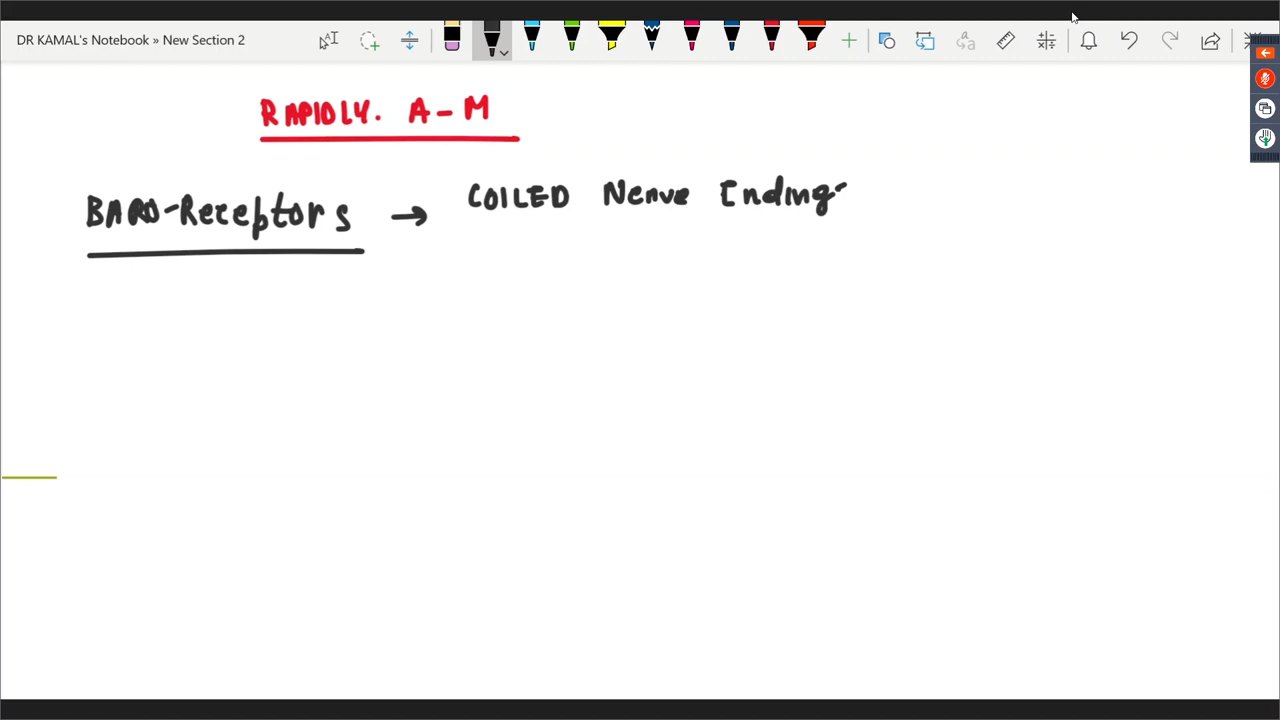 DR KAMAL's Notebook » New Section 2
RAPIDLY. A-M
BARO-Receptors → COILED Nerve Ending